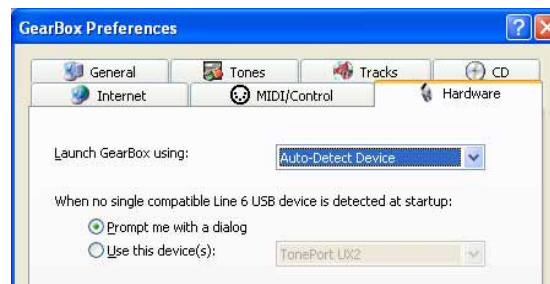 GearBox Preferences
General Tones Tracks CD
Internet MIDI/Control Hardware
Launch GearBox using: Auto-Detect Device
When no single compatible Line 6 USB device is detected at startup:
Prompt me with a dialog
Use this device(s): TonePort UX2